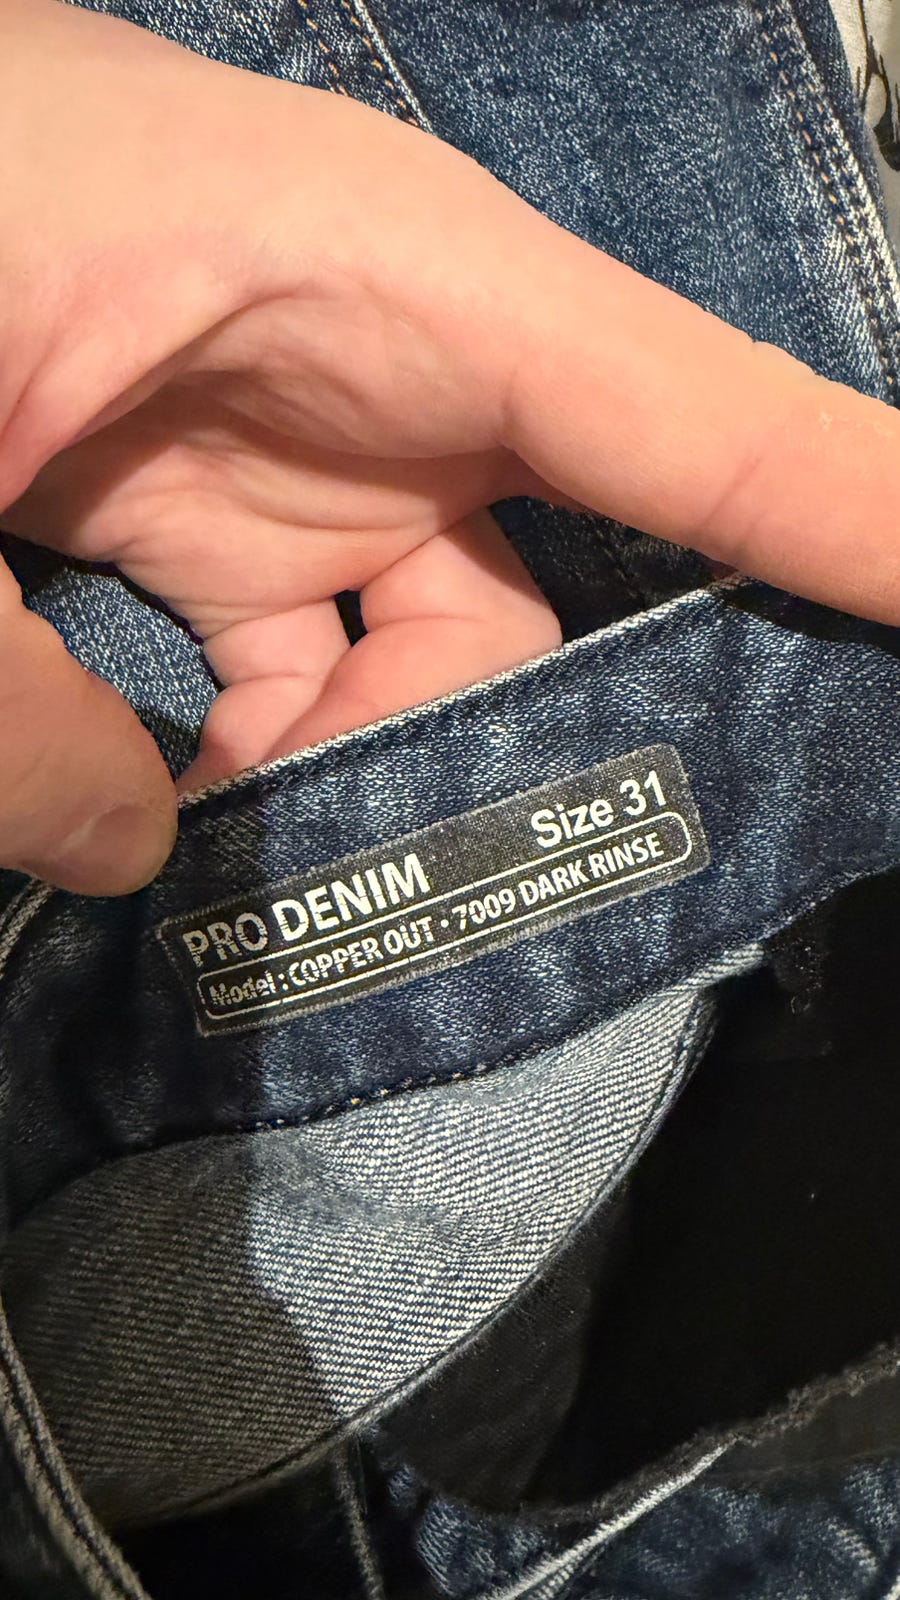 PRO DENIM Size 31
Model : COPPER OUT • 7009 DARK RINSE